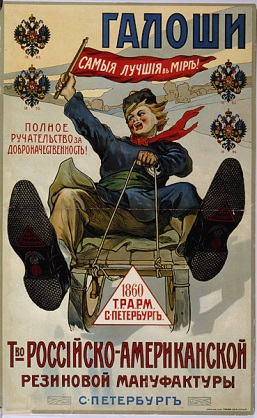 ГАЛОШИ
САМЫЯ ЛУЧШІЯ въ МІРѢ!
ПОЛНОЕ
РУЧАТЕЛЬСТВО ЗА
ДОБРОКАЧЕСТВЕННОСТЬ!
1860
Т.Р.А.Р.М.
С-ПЕТЕРБУРГЪ.
Тво РОССІЙСКО-АМЕРИКАНСКОЙ
РЕЗИНОВОЙ МАНУФАКТУРЫ
С·ПЕТЕРБУРГЪ